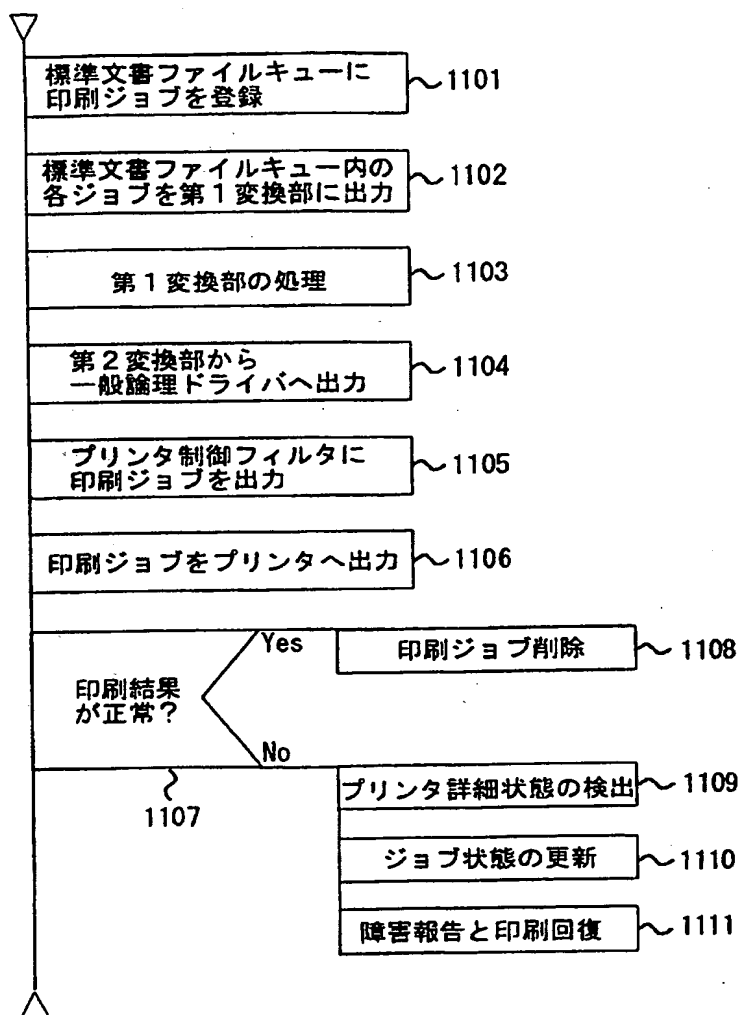 標準文書ファイルキューに
印刷ジョブを登録
1101
標準文書ファイルキュー内の
各ジョブを第1変換部に出力
1102
第1変換部の処理
1103
第2変換部から
一般論理ドライバへ出力
1104
プリンタ制御フィルタに
印刷ジョブを出力
1105
印刷ジョブをプリンタへ出力
1106
印刷結果
が正常?
1107
Yes
印刷ジョブ削除
1108
No
プリンタ詳細状態の検出
1109
ジョブ状態の更新
1110
障害報告と印刷回復
1111